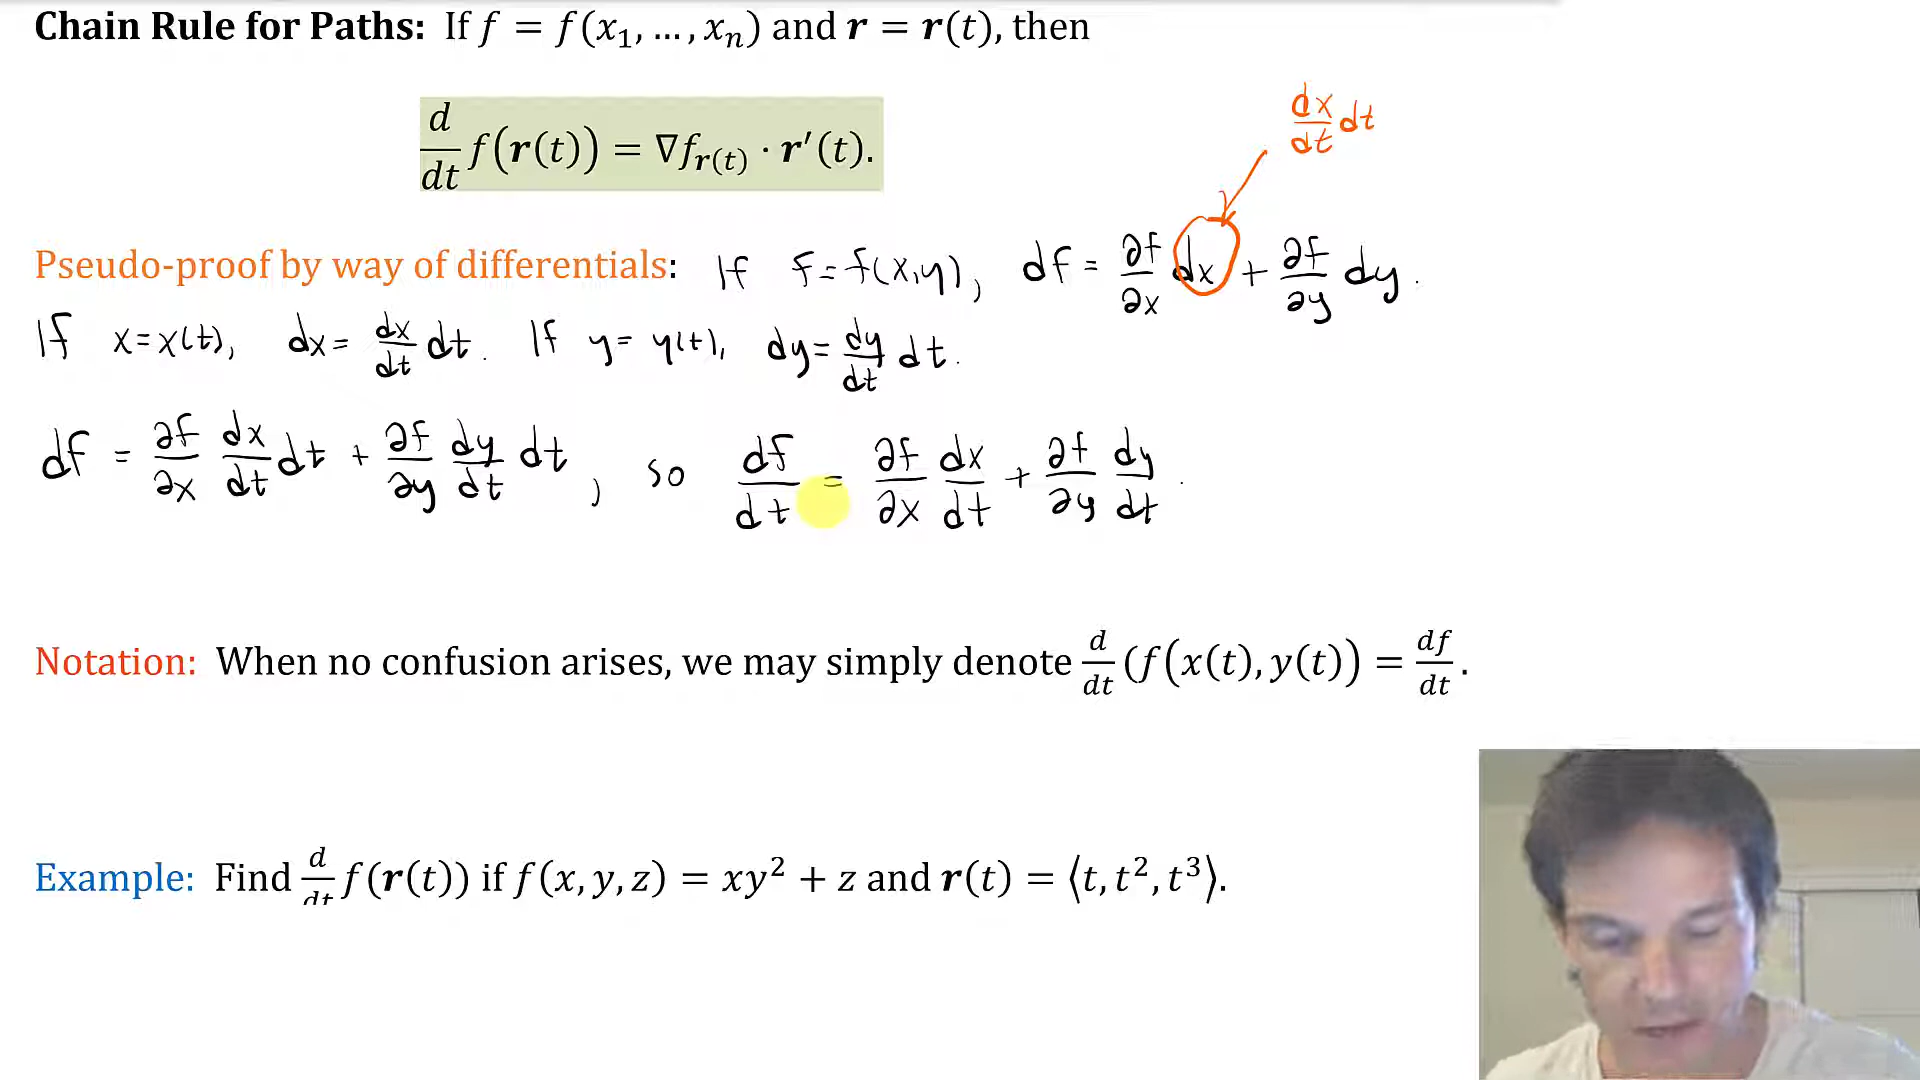 Chain Rule for Paths: If f = f(x₁, …, xₙ) and r = r(t), then
d/dt f(r(t)) = ∇f_r(t) · r′(t).
dx/dt dt
Pseudo-proof by way of differentials: If f = f(x,y), df = ∂f/∂x dx + ∂f/∂y dy.
If x = x(t), dx = dx/dt dt. If y = y(t), dy = dy/dt dt.
df = ∂f/∂x dx/dt dt + ∂f/∂y dy/dt dt, so df/dt = ∂f/∂x dx/dt + ∂f/∂y dy/dt.
Notation: When no confusion arises, we may simply denote d/dt (f(x(t), y(t)) = df/dt.
Example: Find d/dt f(r(t)) if f(x, y, z) = xy² + z and r(t) = ⟨t, t², t³⟩.